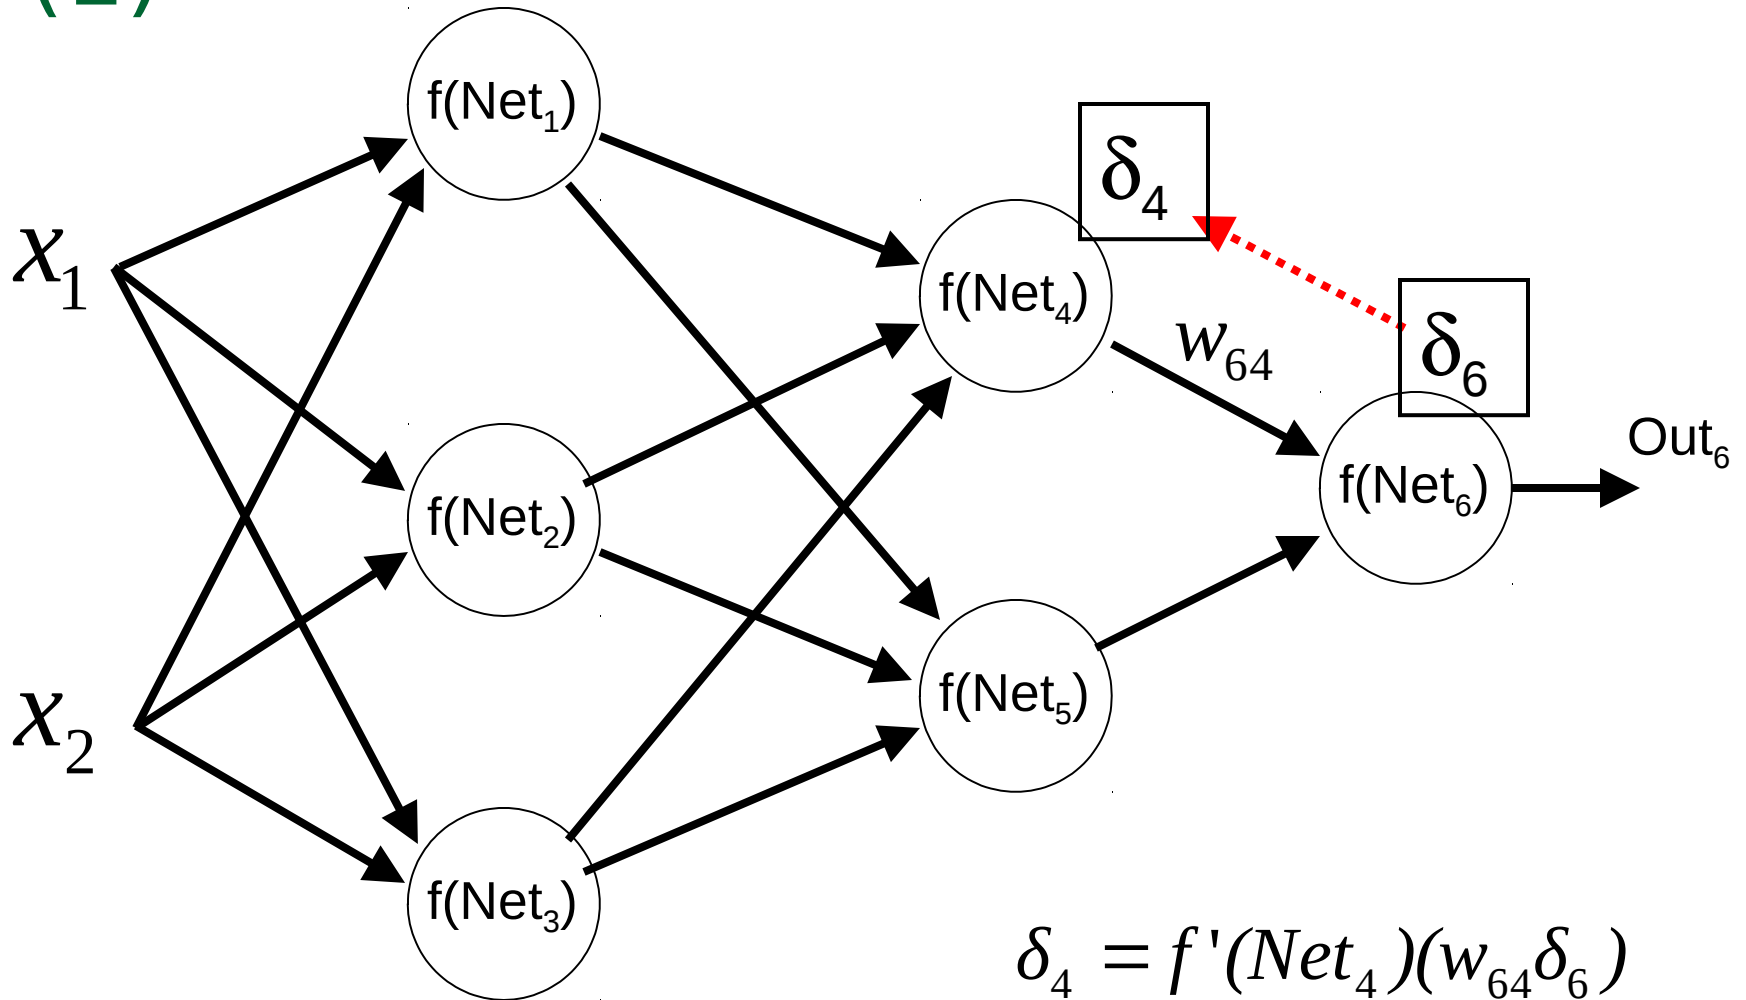 f(Net₁)
δ₄
x₁
f(Net₄)
w₆₄
δ₆
Out₆
f(Net₂)
f(Net₆)
x₂
f(Net₅)
f(Net₃)
δ₄ = f '(Net₄)(w₆₄δ₆)